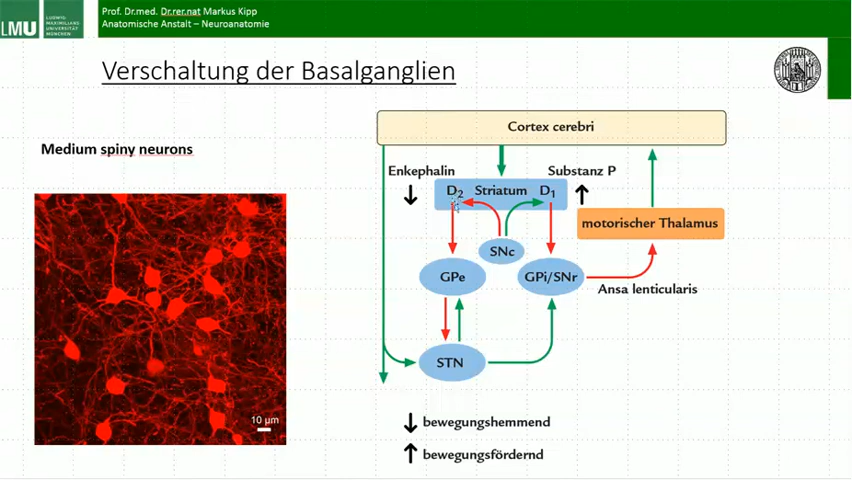 LMU
LUDWIG-
MAXIMILIANS-
UNIVERSITÄT
MÜNCHEN
Prof. Dr.med. Dr.rer.nat Markus Kipp
Anatomische Anstalt – Neuroanatomie
Verschaltung der Basalganglien
Medium spiny neurons
10 µm
Cortex cerebri
Enkephalin
Substanz P
D2 Striatum D1
motorischer Thalamus
SNc
GPe
GPi/SNr
Ansa lenticularis
STN
bewegungshemmend
bewegungsfördernd